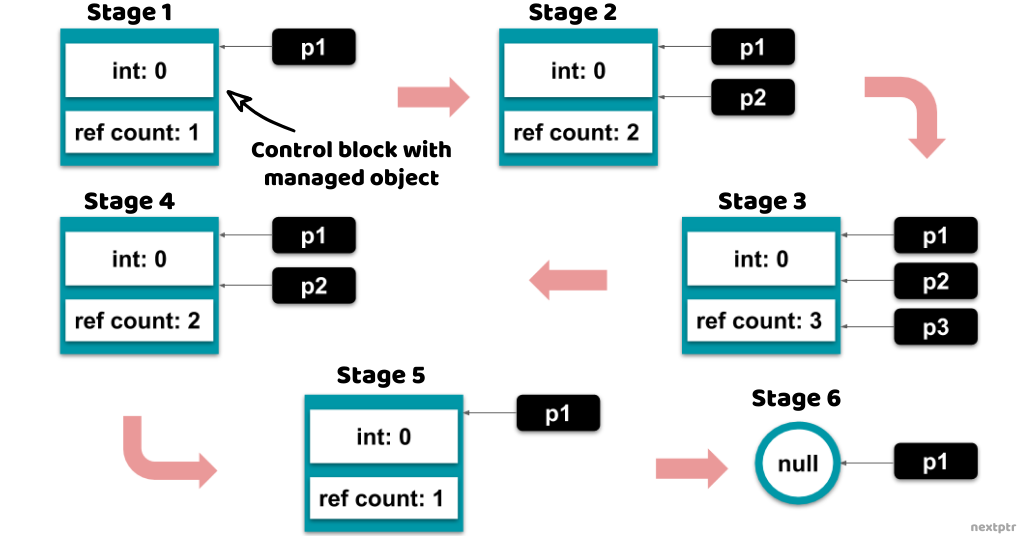 Stage 1
int: 0
p1
ref count: 1
Control block with
managed object
Stage 2
int: 0
p1
p2
ref count: 2
Stage 3
int: 0
p1
p2
ref count: 3
p3
Stage 4
int: 0
p1
p2
ref count: 2
Stage 5
int: 0
p1
ref count: 1
Stage 6
null
p1
nextptr